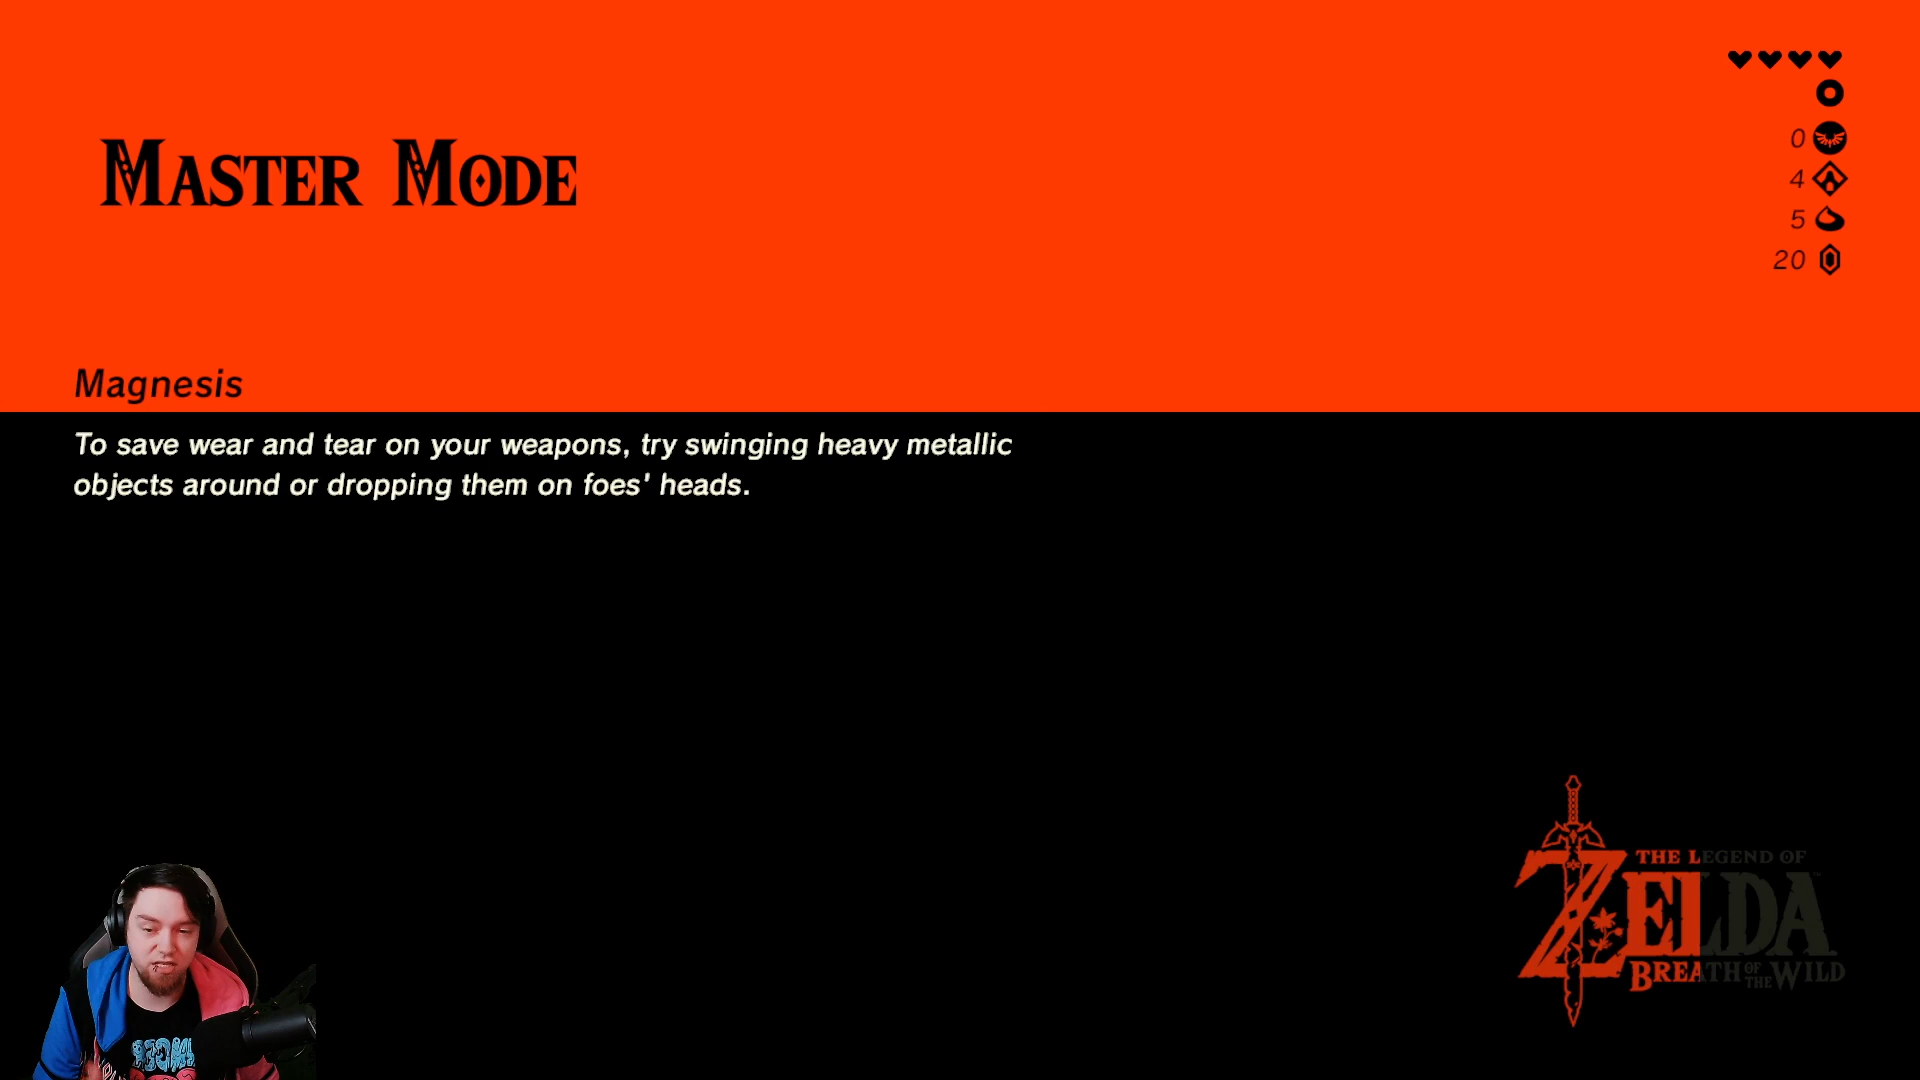 MASTER MODE
0
4
5
20
Magnesis
To save wear and tear on your weapons, try swinging heavy metallic
objects around or dropping them on foes' heads.
THE LEGEND OF
ZELDA
BREATH OF THE WILD